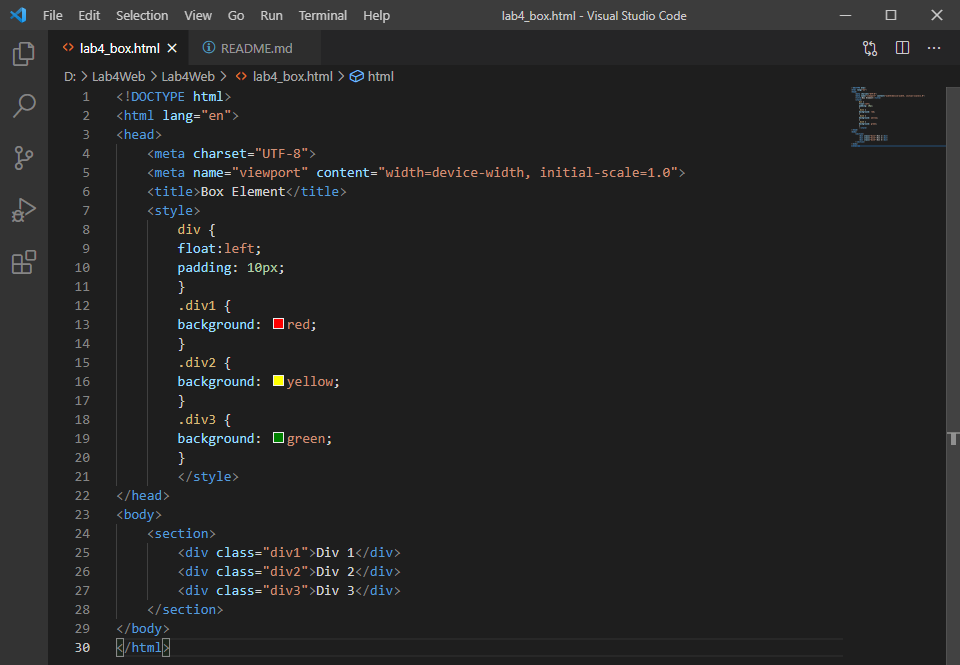 File Edit Selection View Go Run Terminal Help lab4_box.html - Visual Studio Code
lab4_box.html README.md
D: > Lab4Web > Lab4Web > lab4_box.html > html
1 <!DOCTYPE html>
2 <html lang="en">
3 <head>
4 <meta charset="UTF-8">
5 <meta name="viewport" content="width=device-width, initial-scale=1.0">
6 <title>Box Element</title>
7 <style>
8 div {
9 float:left;
10 padding: 10px;
11 }
12 .div1 {
13 background: red;
14 }
15 .div2 {
16 background: yellow;
17 }
18 .div3 {
19 background: green;
20 }
21 </style>
22 </head>
23 <body>
24 <section>
25 <div class="div1">Div 1</div>
26 <div class="div2">Div 2</div>
27 <div class="div3">Div 3</div>
28 </section>
29 </body>
30 </html>